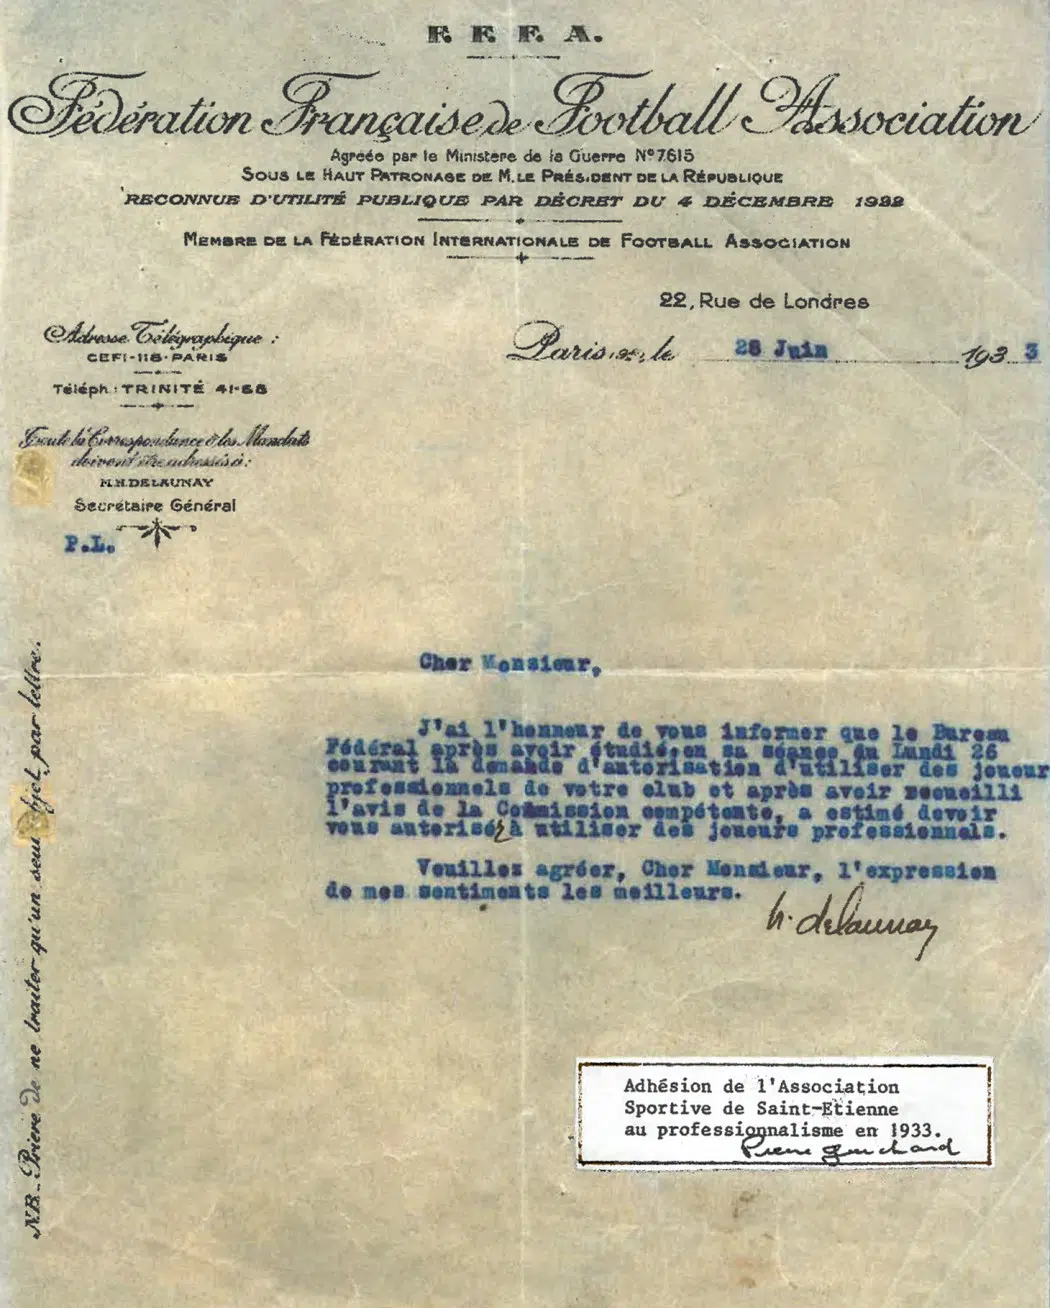 F. F. F. A.
Fédération Française de Football Association
Agréée par le Ministère de la Guerre N° 7.615
SOUS LE HAUT PATRONAGE DE M. LE PRÉSIDENT DE LA RÉPUBLIQUE
RECONNUE D'UTILITÉ PUBLIQUE PAR DÉCRET DU 4 DÉCEMBRE 1922
MEMBRE DE LA FÉDÉRATION INTERNATIONALE DE FOOTBALL ASSOCIATION
22, Rue de Londres
Paris, le 28 Juin 1933
Adresse Télégraphique :
CEFI-118-PARIS
Téléph : TRINITÉ 41-68
Toute la Correspondance & les Mandats
doivent être adressés à :
M. H. DELAUNAY
Secrétaire Général
P.L.
NB - Prière de ne traiter qu'un seul objet par lettre.
Cher Monsieur,
J'ai l'honneur de vous informer que le Bureau
Fédéral après avoir étudié, en sa séance du Lundi 26
courant la demande d'autorisation d'utiliser des joueur
professionnels de votre club et après avoir recueilli
l'avis de la Commission compétente, a estimé devoir
vous autoriser à utiliser des joueurs professionnels.
Veuillez agréer, Cher Monsieur, l'expression
de mes sentiments les meilleurs.
h. delaunay
Adhésion de l'Association
Sportive de Saint-Etienne
au professionnalisme en 1933.
Pierre Guichard